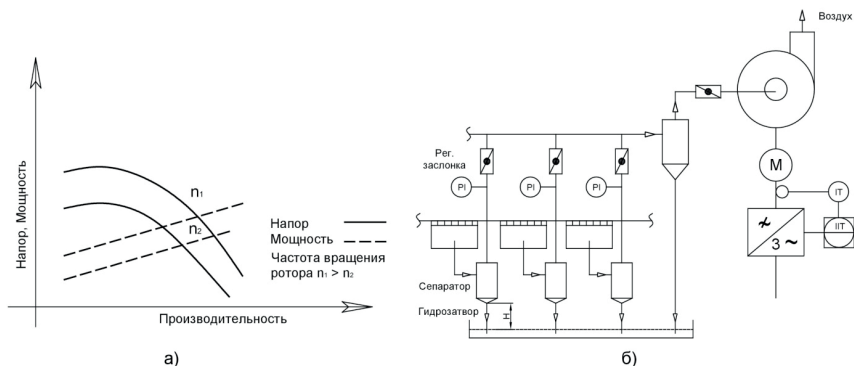 Напор, Мощность
n₁
n₂
Напор
Мощность
Частота вращения
ротора n₁ > n₂
Производительность
а)
Воздух
Рег.
заслонка
PI
PI
PI
M
IT
IIT
3 ~
Сепаратор
Гидрозатвор
H
б)